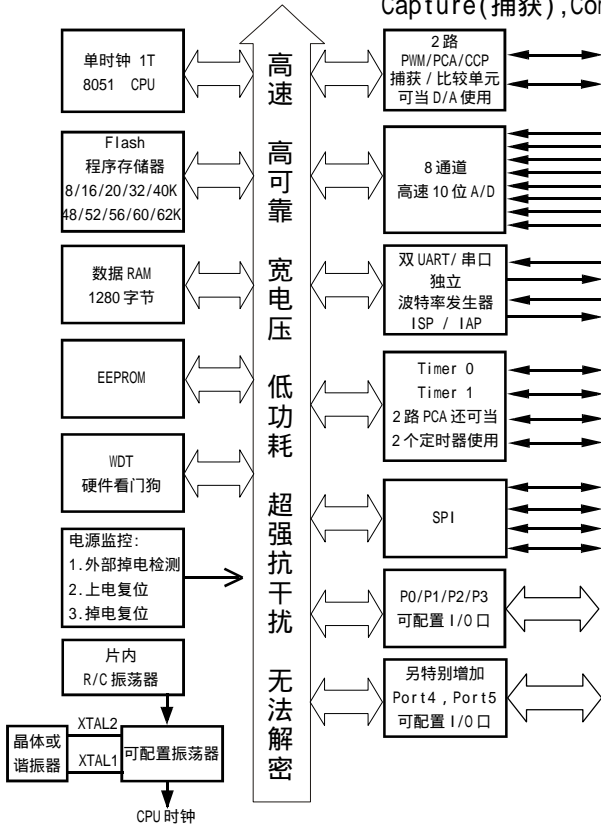 Capture(捕获),Con
单时钟 1T
8051 CPU
Flash
程序存储器
8/16/20/32/40K
48/52/56/60/62K
数据 RAM
1280 字节
EEPROM
WDT
硬件看门狗
电源监控:
1.外部掉电检测
2.上电复位
3.掉电复位
片内
R/C 振荡器
XTAL2
晶体或
谐振器
XTAL1
可配置振荡器
CPU 时钟
高速 高可靠 宽电压 低功耗 超强抗干扰 无法解密
2 路
PWM/PCA/CCP
捕获 / 比较单元
可当 D/A 使用
8 通道
高速 10 位 A/D
双 UART/ 串口
独立
波特率发生器
ISP / IAP
Timer 0
Timer 1
2 路 PCA 还可当
2 个定时器使用
SPI
P0/P1/P2/P3
可配置 I/O 口
另特别增加
Port4 , Port5
可配置 I/O 口